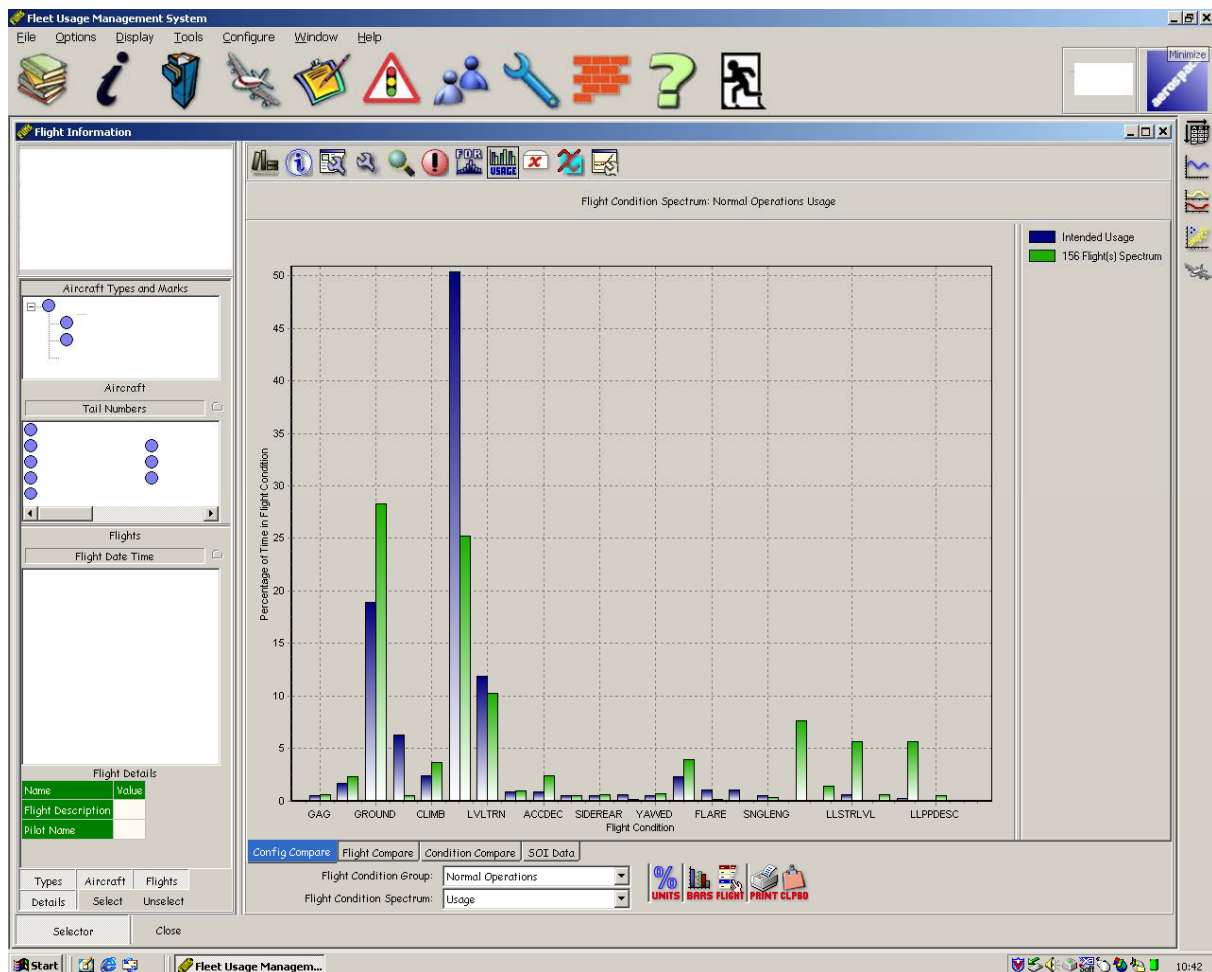 Fleet Usage Management System
File Options Display Tools Configure Window Help
Minimize
aerospace
Flight Information
FDR
USAGE
Flight Condition Spectrum: Normal Operations Usage
Intended Usage
156 Flight(s) Spectrum
Aircraft Types and Marks
Aircraft
Tail Numbers
Flights
Flight Date Time
Flight Details
Name Value
Flight Description
Pilot Name
Types Aircraft Flights
Details Select Unselect
Percentage of Time in Flight Condition
50
45
40
35
30
25
20
15
10
5
0
GAG GROUND CLIMB LVLTRN ACCDEC SIDEREAR YAWED FLARE SNGLENG LLSTRLVL LLPPDESC
Flight Condition
Config Compare Flight Compare Condition Compare SOI Data
Flight Condition Group: Normal Operations
Flight Condition Spectrum: Usage
% UNITS BARS FLIGHT PRINT CLPBD
Selector Close
Start Fleet Usage Managem... 10:42